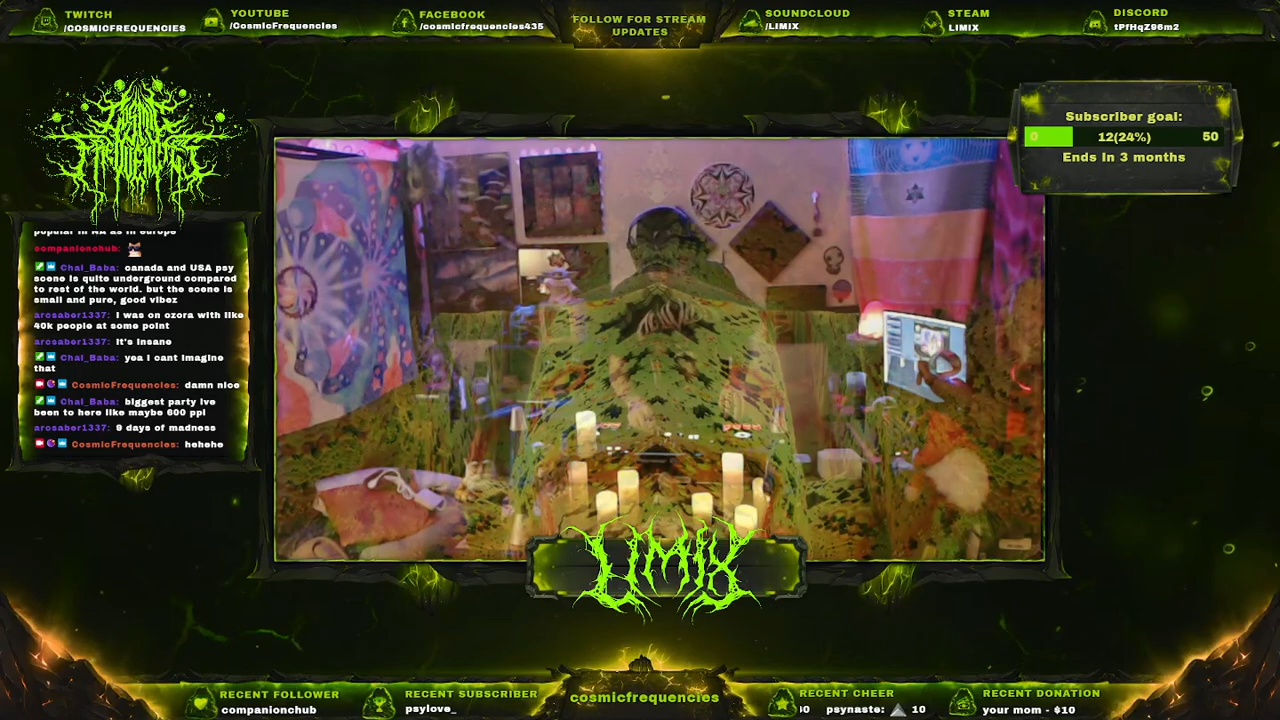 TWITCH
/COSMICFREQUENCIES
YOUTUBE
/CosmicFrequencies
FACEBOOK
/cosmicfrequencies435
FOLLOW FOR STREAM
UPDATES
SOUNDCLOUD
/LIMIX
STEAM
LIMIX
DISCORD
tPfHqZ96m2
COSMIC
FREQUENCIES
Subscriber goal:
0 12(24%) 50
Ends in 3 months
popular in NA as in europe
companionchub:
Chai_Baba: canada and USA psy
scene is quite underground compared
to rest of the world. but the scene is
small and pure, good vibez
arcsaber1337: i was on ozora with like
40k people at some point
arcsaber1337: it's insane
Chai_Baba: yea i cant imagine
that
CosmicFrequencies: damn nice
Chai_Baba: biggest party ive
been to here like maybe 600 ppl
arcsaber1337: 9 days of madness
CosmicFrequencies: hehehe
LIMIX
RECENT FOLLOWER
companionchub
RECENT SUBSCRIBER
psylove_
cosmicfrequencies
RECENT CHEER
psynaste: 10
RECENT DONATION
your mom - $10